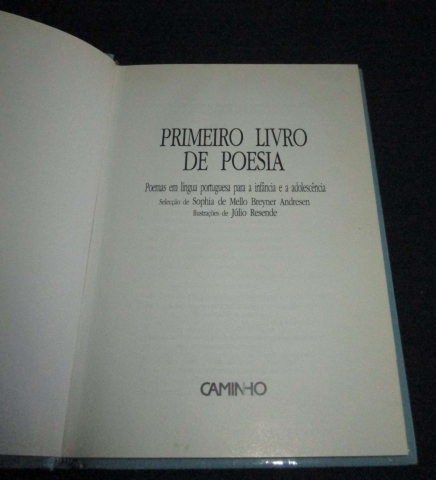 PRIMEIRO LIVRO
DE POESIA
Poemas em língua portuguesa para a infância e a adolescência
Selecção de Sophia de Mello Breyner Andresen
Ilustrações de Júlio Resende
CAMINHO